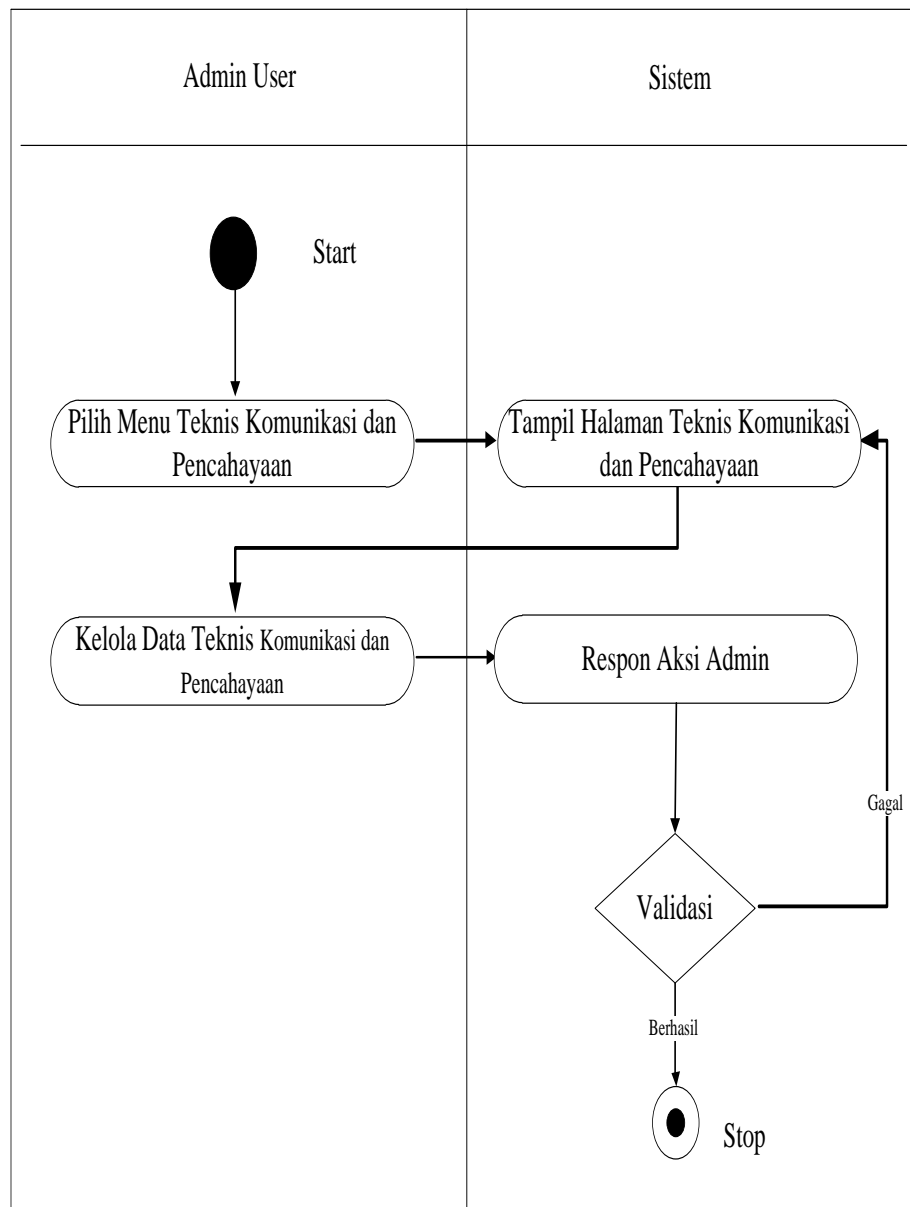 Admin User
Sistem
Start
Pilih Menu Teknis Komunikasi dan
Pencahayaan
Tampil Halaman Teknis Komunikasi
dan Pencahayaan
Kelola Data Teknis Komunikasi dan
Pencahayaan
Respon Aksi Admin
Gagal
Validasi
Berhasil
Stop